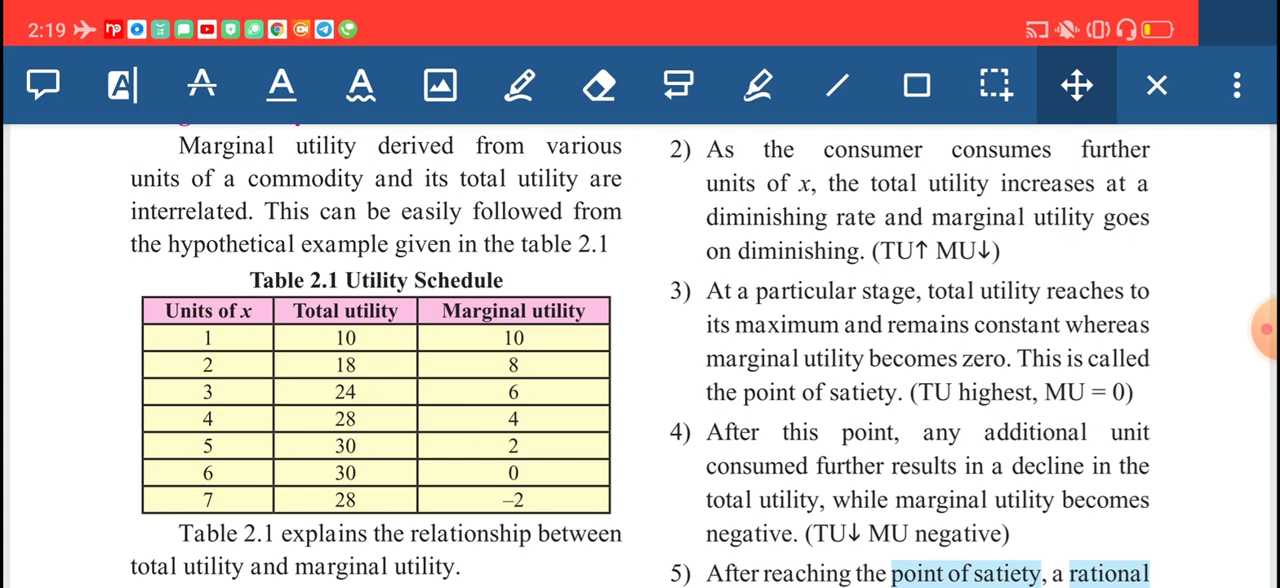 2:19
Marginal utility derived from various
units of a commodity and its total utility are
interrelated. This can be easily followed from
the hypothetical example given in the table 2.1
Table 2.1 Utility Schedule
Units of x Total utility Marginal utility
1 10 10
2 18 8
3 24 6
4 28 4
5 30 2
6 30 0
7 28 –2
Table 2.1 explains the relationship between
total utility and marginal utility.
2) As the consumer consumes further
units of x, the total utility increases at a
diminishing rate and marginal utility goes
on diminishing. (TU↑ MU↓)
3) At a particular stage, total utility reaches to
its maximum and remains constant whereas
marginal utility becomes zero. This is called
the point of satiety. (TU highest, MU = 0)
4) After this point, any additional unit
consumed further results in a decline in the
total utility, while marginal utility becomes
negative. (TU↓ MU negative)
5) After reaching the point of satiety, a rational